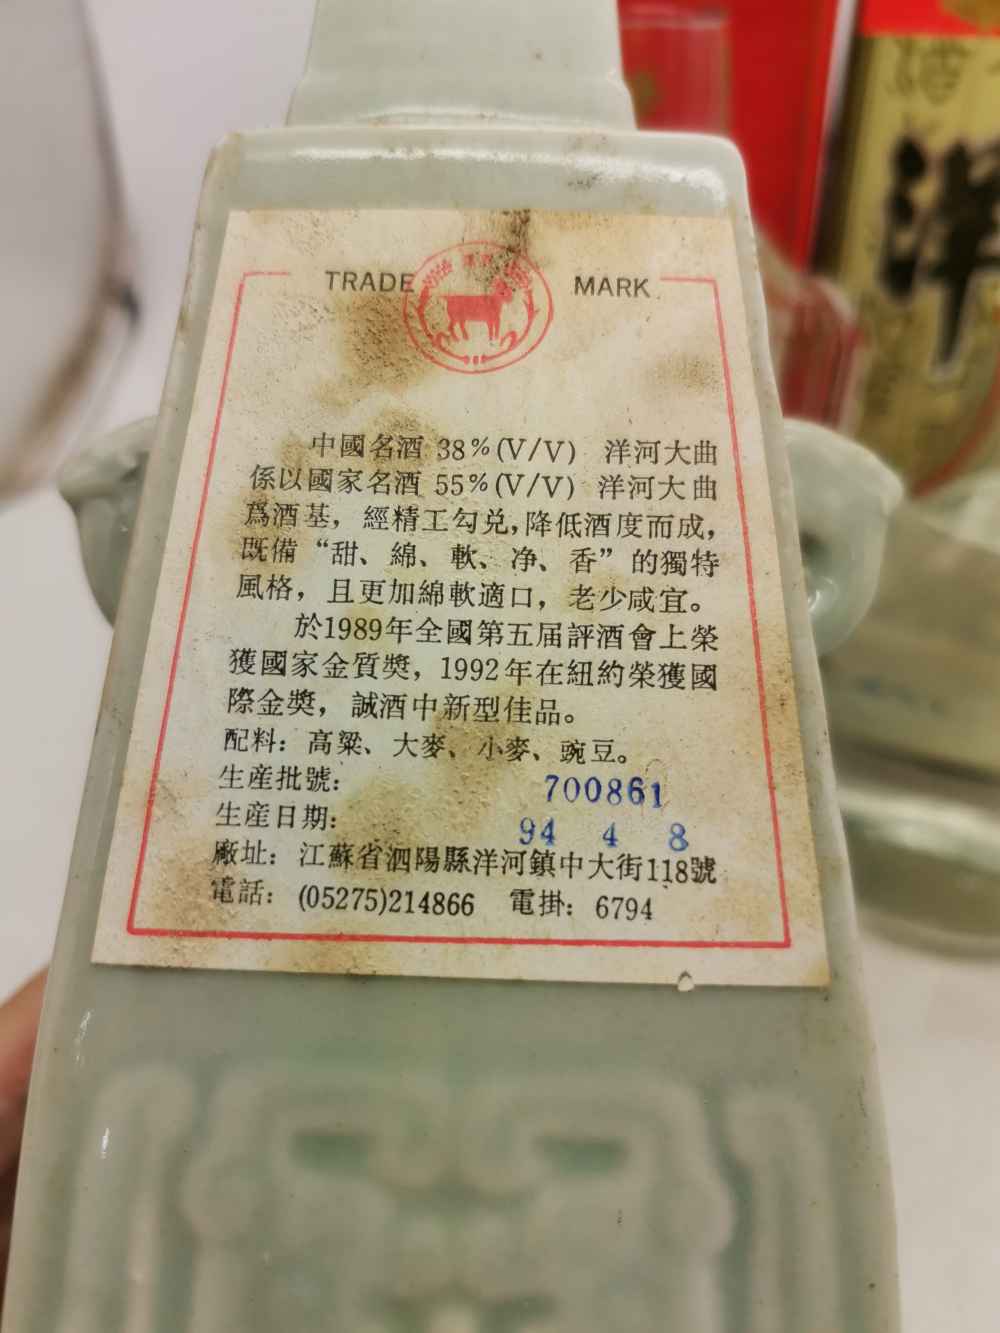 TRADE MARK
中國名酒 38%(V/V) 洋河大曲
係以國家名酒 55%(V/V) 洋河大曲
爲酒基，經精工勾兑，降低酒度而成，
既備“甜、綿、軟、净、香”的獨特
風格，且更加綿軟適口，老少咸宜。
於1989年全國第五届評酒會上榮
獲國家金質獎，1992年在紐約榮獲國
際金獎，誠酒中新型佳品。
配料：高粱、大麥、小麥、豌豆。
生産批號： 700861
生産日期： 94 4 8
廠址：江蘇省泗陽縣洋河鎮中大街118號
電話：(05275)214866 電掛：6794
酒
洋